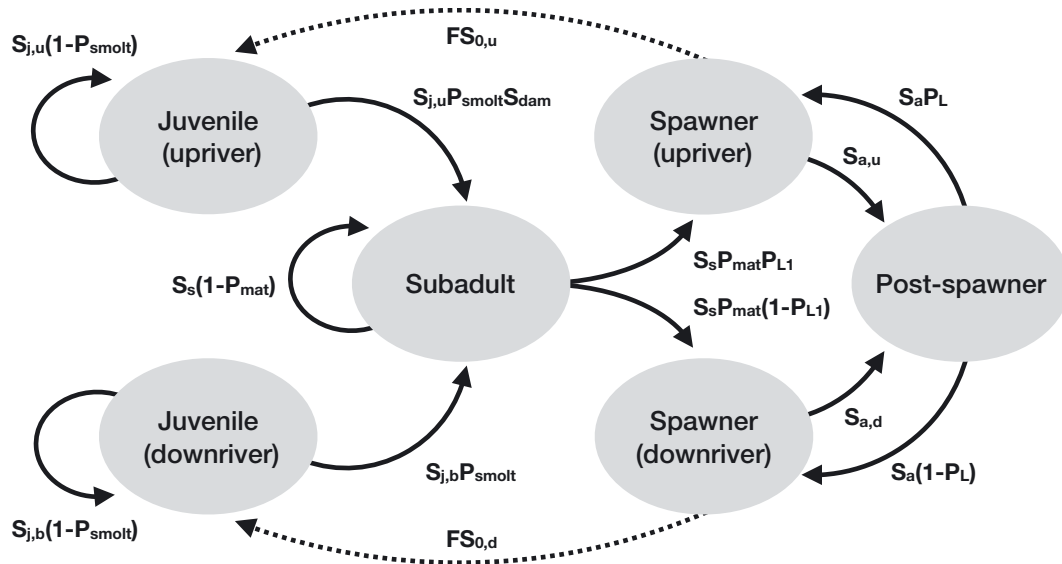 FS0,u
Sj,u(1-Psmolt)
Sj,uPsmoltSdam
SaPL
Juvenile
(upriver)
Spawner
(upriver)
Sa,u
Ss(1-Pmat)
Subadult
SsPmatPL1
SsPmat(1-PL1)
Post-spawner
Juvenile
(downriver)
Spawner
(downriver)
Sa,d
Sj,bPsmolt
Sa(1-PL)
Sj,b(1-Psmolt)
FS0,d